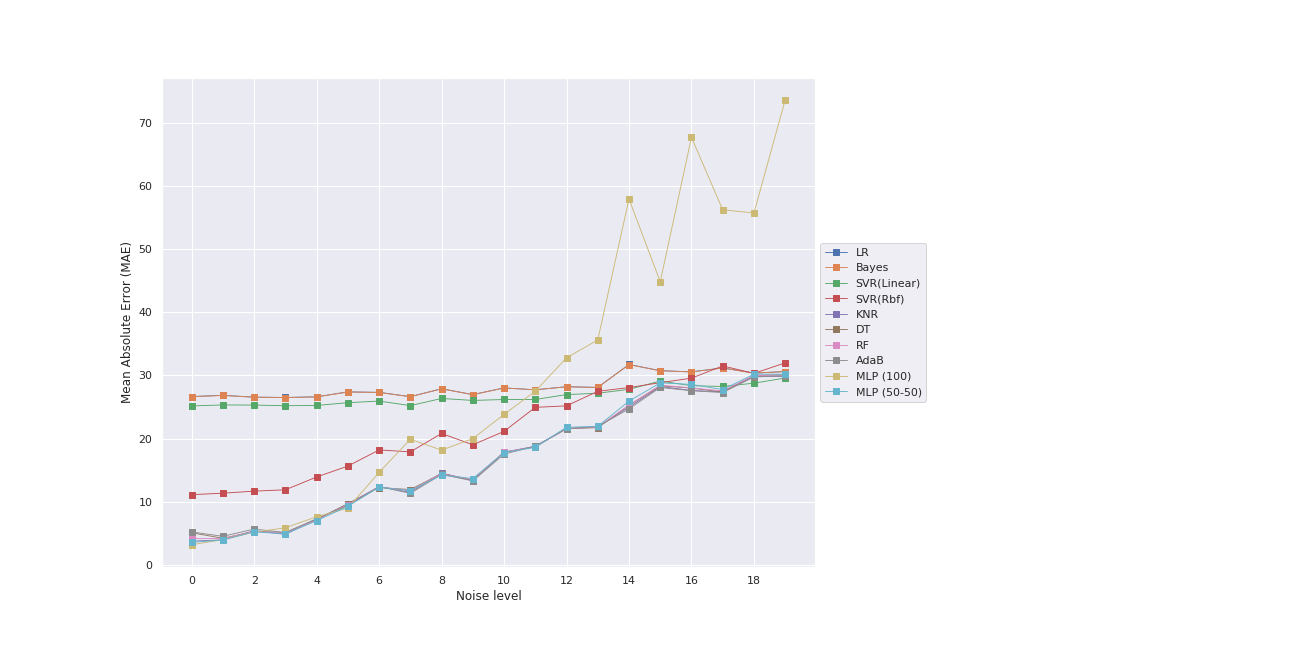 70
60
50
40
30
20
10
0
Mean Absolute Error (MAE)
0 2 4 6 8 10 12 14 16 18
Noise level
LR
Bayes
SVR(Linear)
SVR(Rbf)
KNR
DT
RF
AdaB
MLP (100)
MLP (50-50)